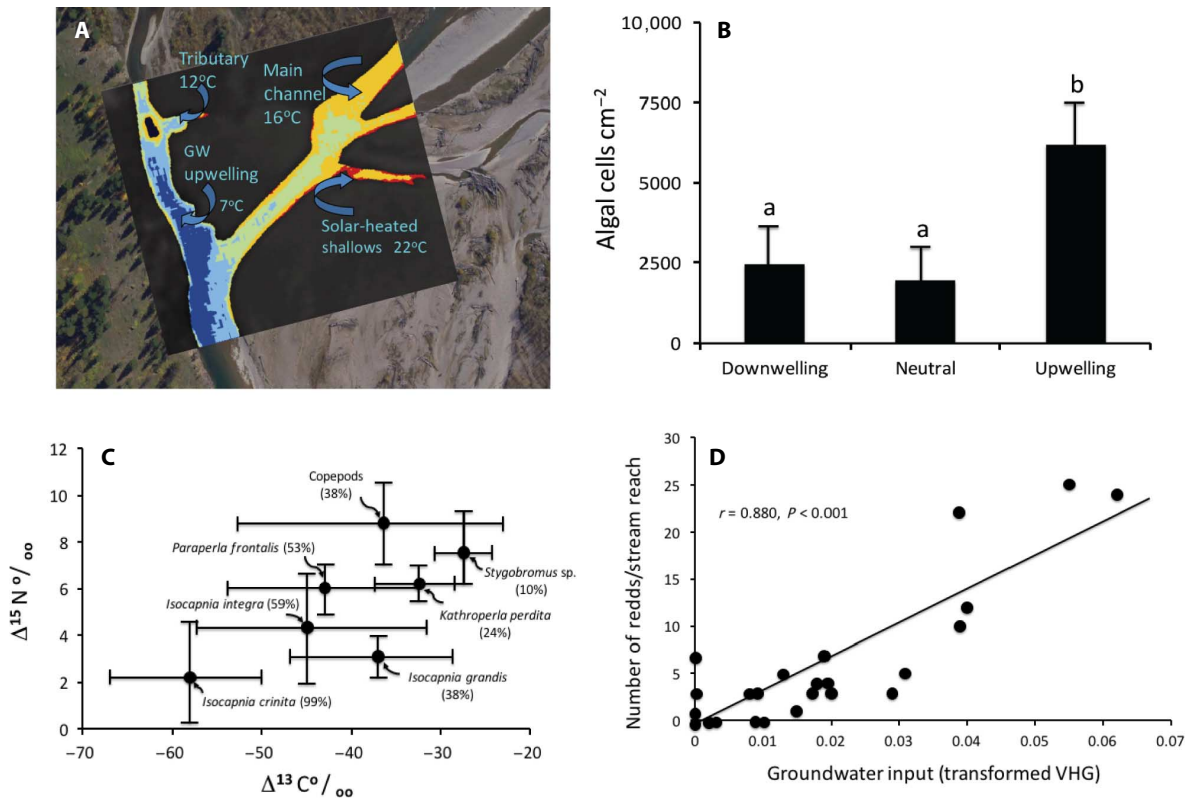 A
Tributary
12°C
Main
channel
16°C
GW
upwelling
7°C
Solar-heated
shallows 22°C
B
Algal cells cm⁻²
10,000
7500
5000
2500
0
a
a
b
Downwelling
Neutral
Upwelling
C
Δ¹⁵ N º/ₒₒ
12
10
8
6
4
2
0
Copepods
(38%)
Paraperla frontalis (53%)
Stygobromus sp.
(10%)
Isocapnia integra (59%)
Kathroperla perdita
(24%)
Isocapnia grandis
(38%)
Isocapnia crinita (99%)
−70
−60
−50
−40
−30
−20
Δ¹³ Cº/ₒₒ
D
Number of redds/stream reach
30
25
20
15
10
5
0
r = 0.880, P < 0.001
0
0.01
0.02
0.03
0.04
0.05
0.06
0.07
Groundwater input (transformed VHG)